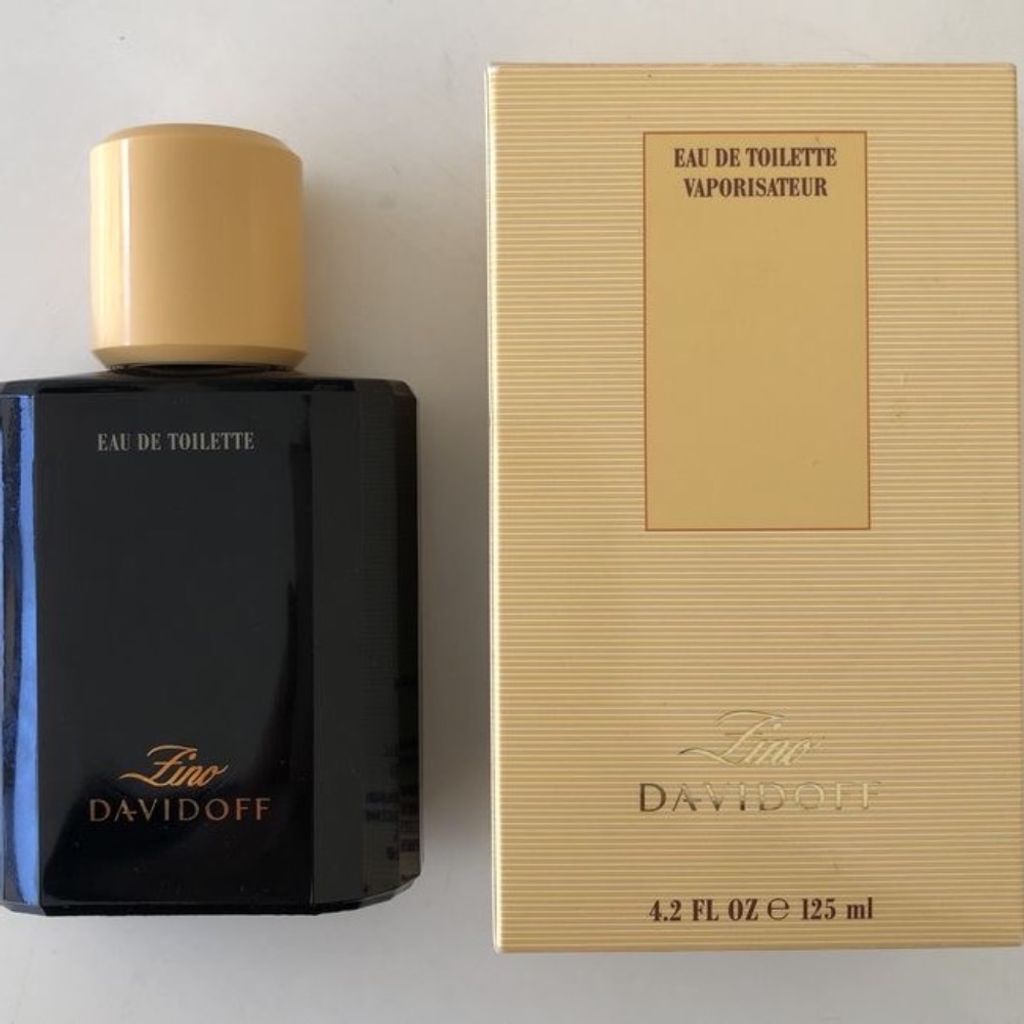 EAU DE TOILETTE
Zino
DAVIDOFF
EAU DE TOILETTE
VAPORISATEUR
Zino
DAVIDOFF
4.2 FL OZ ℮ 125 ml